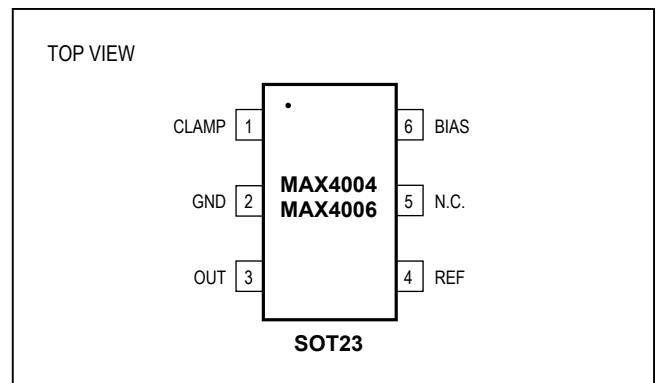 TOP VIEW
CLAMP 1
6 BIAS
MAX4004
GND 2
5 N.C.
MAX4006
OUT 3
4 REF
SOT23